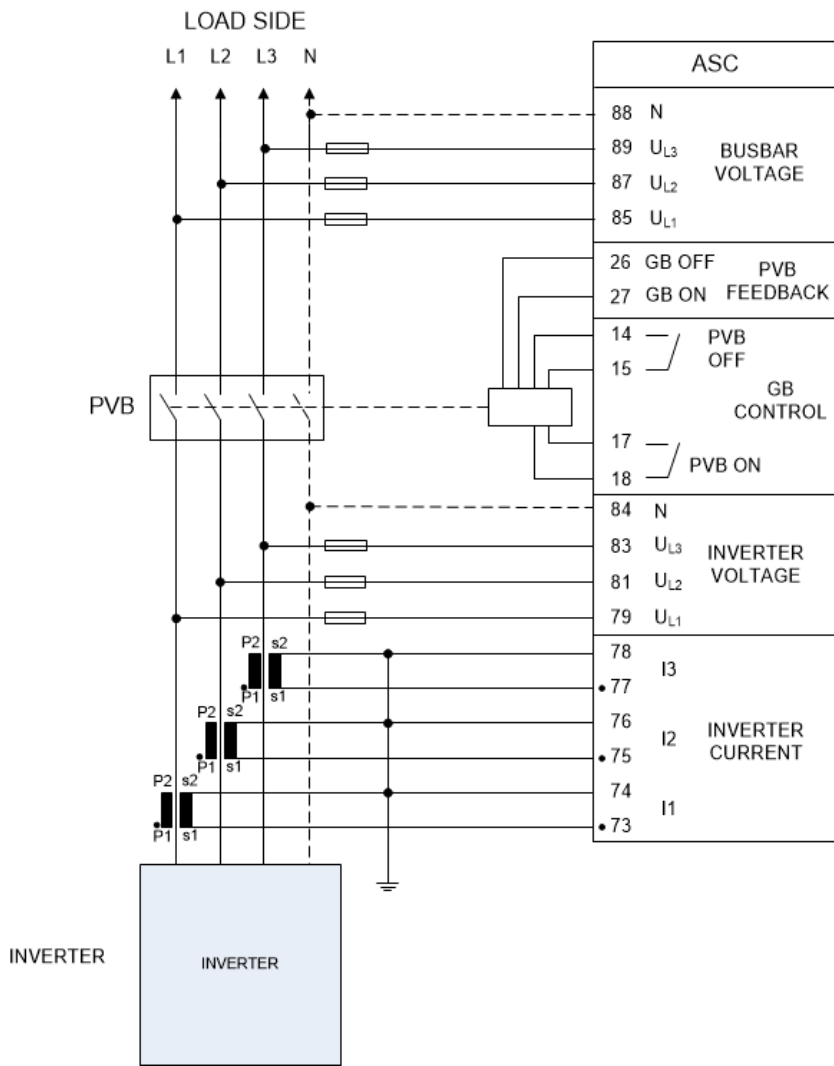 LOAD SIDE
L1 L2 L3 N
ASC
88 N
89 UL3
87 UL2
85 UL1
BUSBAR
VOLTAGE
26 GB OFF
27 GB ON
PVB
FEEDBACK
14
15
PVB
OFF
GB
CONTROL
17
18
PVB ON
PVB
84 N
83 UL3
81 UL2
79 UL1
INVERTER
VOLTAGE
78
77
I3
76
75
I2
74
73
I1
INVERTER
CURRENT
P2 s2
P1 s1
P2 s2
P1 s1
P2 s2
P1 s1
INVERTER
INVERTER